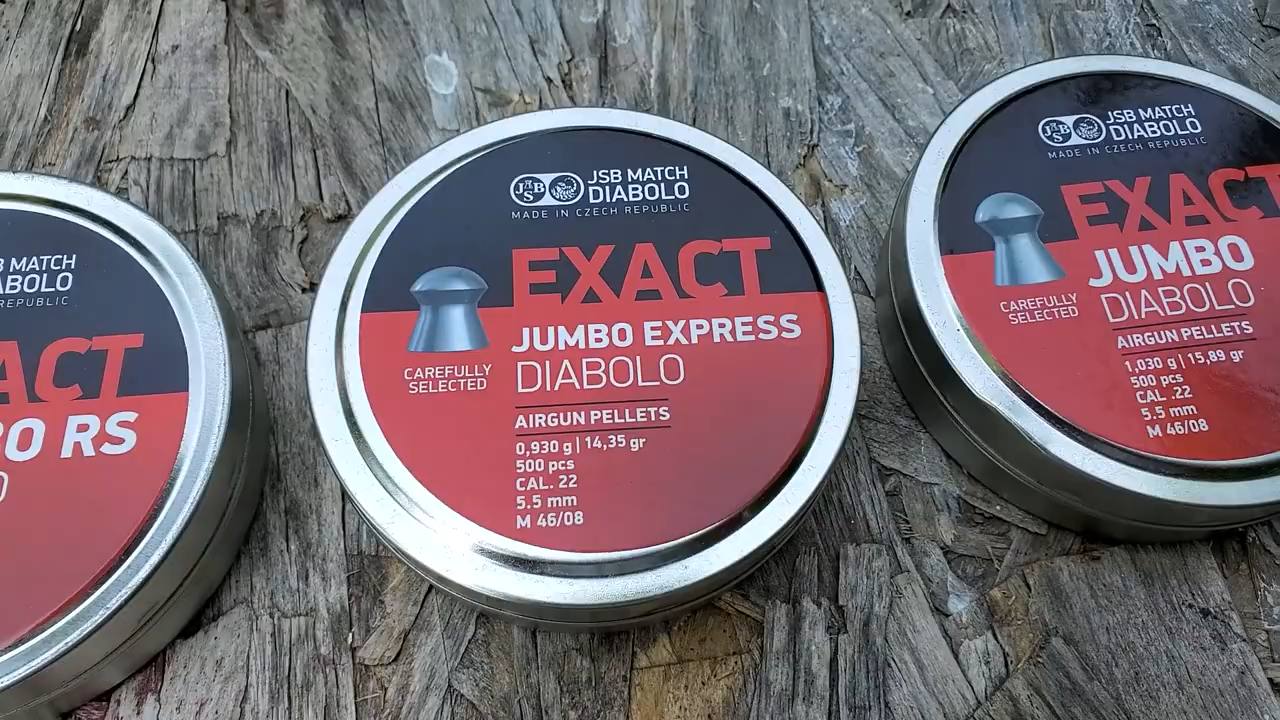 MATCH
REPUBLIC
RS
JSB MATCH
DIABOLO
MADE IN CZECH REPUBLIC
EXACT
JUMBO EXPRESS
DIABOLO
CAREFULLY
SELECTED
AIRGUN PELLETS
0,930 g | 14,35 gr
500 pcs
CAL. 22
5.5 mm
M 46/08
JSB MATCH
DIABOLO
MADE IN CZECH REPUBLIC
EXACT
JUMBO
DIABOLO
CAREFULLY
SELECTED
AIRGUN PELLETS
1,030 g | 15,89 gr
500 pcs
CAL .22
5.5 mm
M 46/08